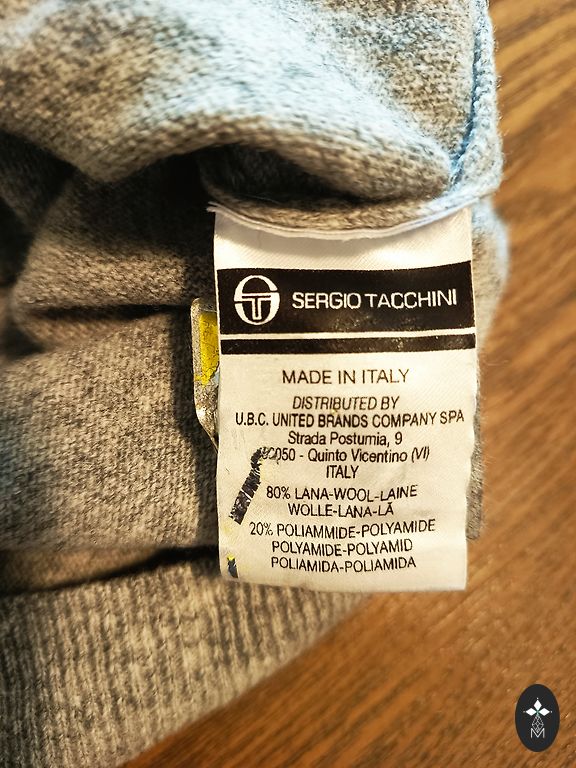 SERGIO TACCHINI
MADE IN ITALY
DISTRIBUTED BY
U.B.C. UNITED BRANDS COMPANY SPA
Strada Postumia, 9
- Quinto Vicentino (VI)
ITALY
80% LANA-WOOL-LAINE
WOLLE-LANA-LÃ
20% POLIAMMIDE-POLYAMIDE
POLYAMIDE-POLYAMID
POLIAMIDA-POLIAMIDA